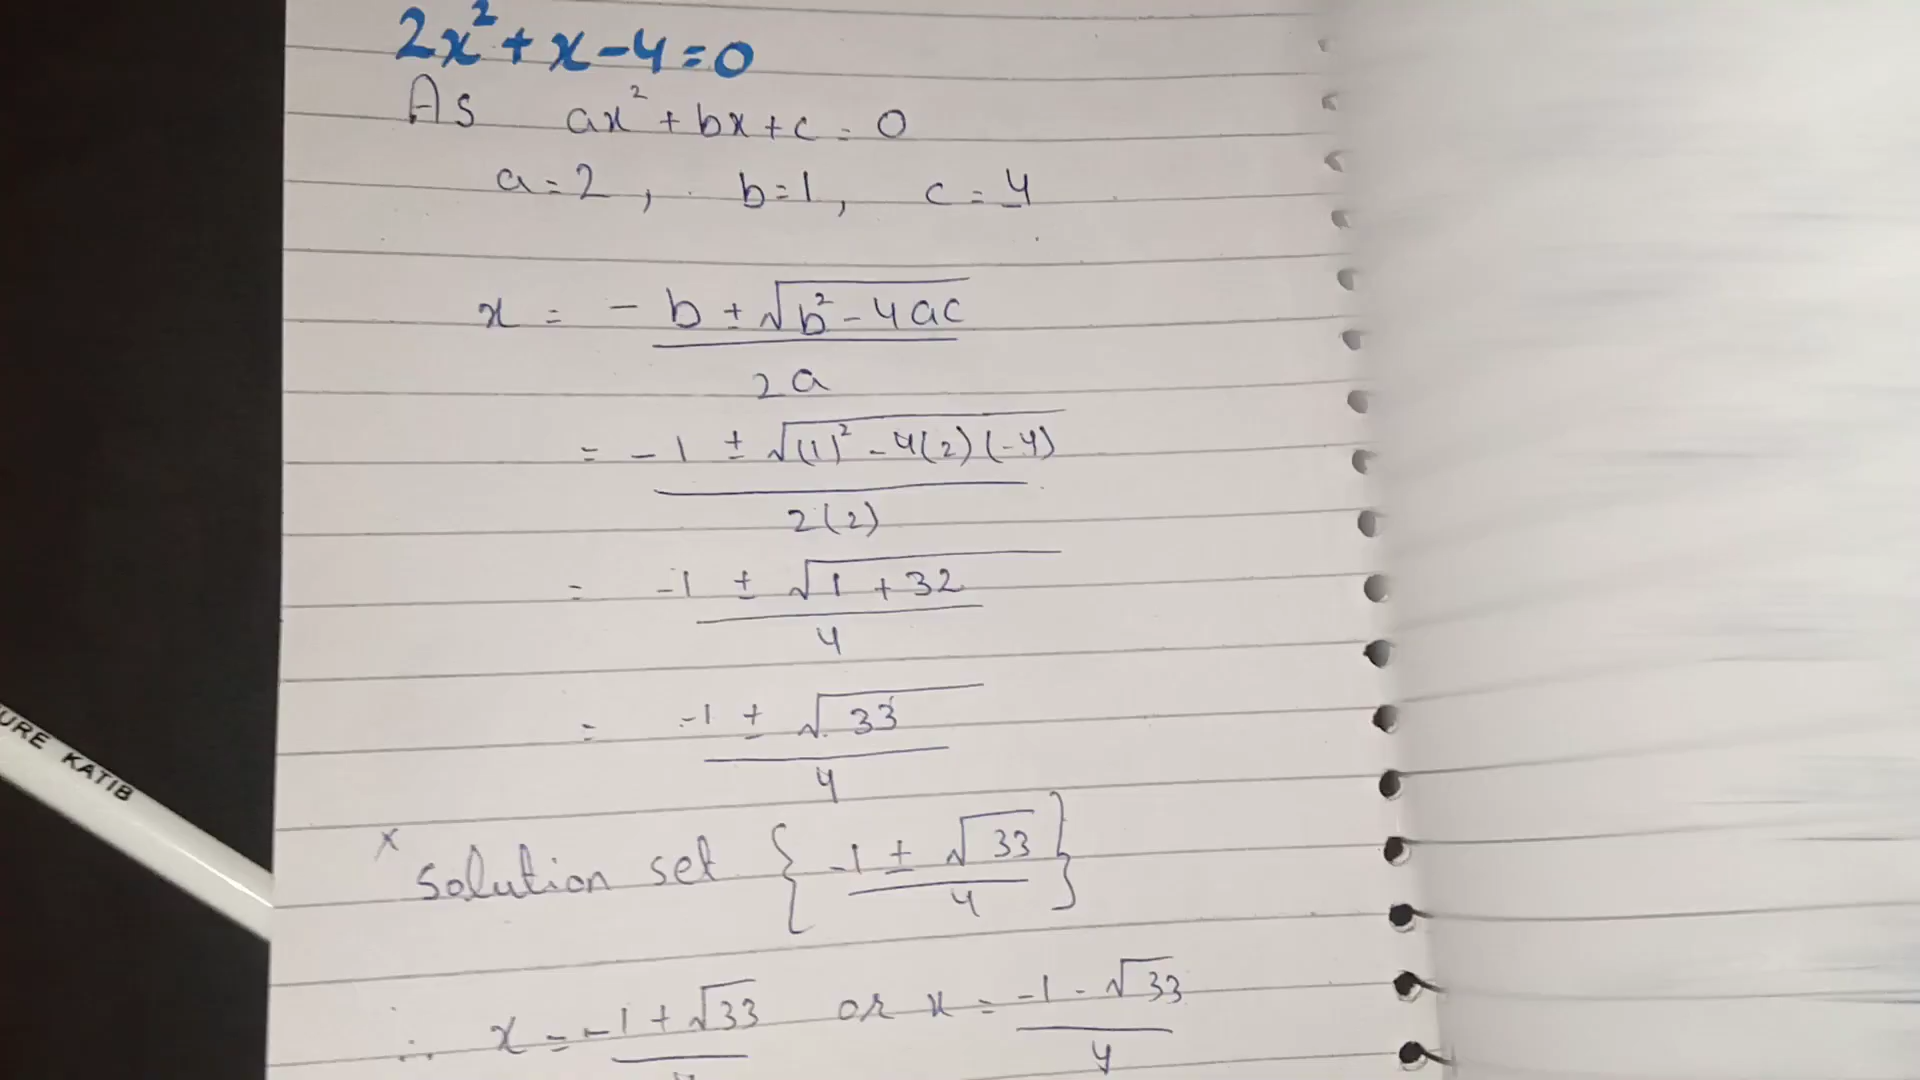 2x²+x-4=0
As ax²+bx+c=0
a=2, b=1, c=4
x = -b ± √b²-4ac
2a
= -1 ± √(1)²-4(2)(-4)
2(2)
= -1 ± √1+32
4
= -1 ± √33
4
URE KATIB
x
Solution set { -1 ± √33 }
4
∴ x = -1+√33 or x = -1-√33
4